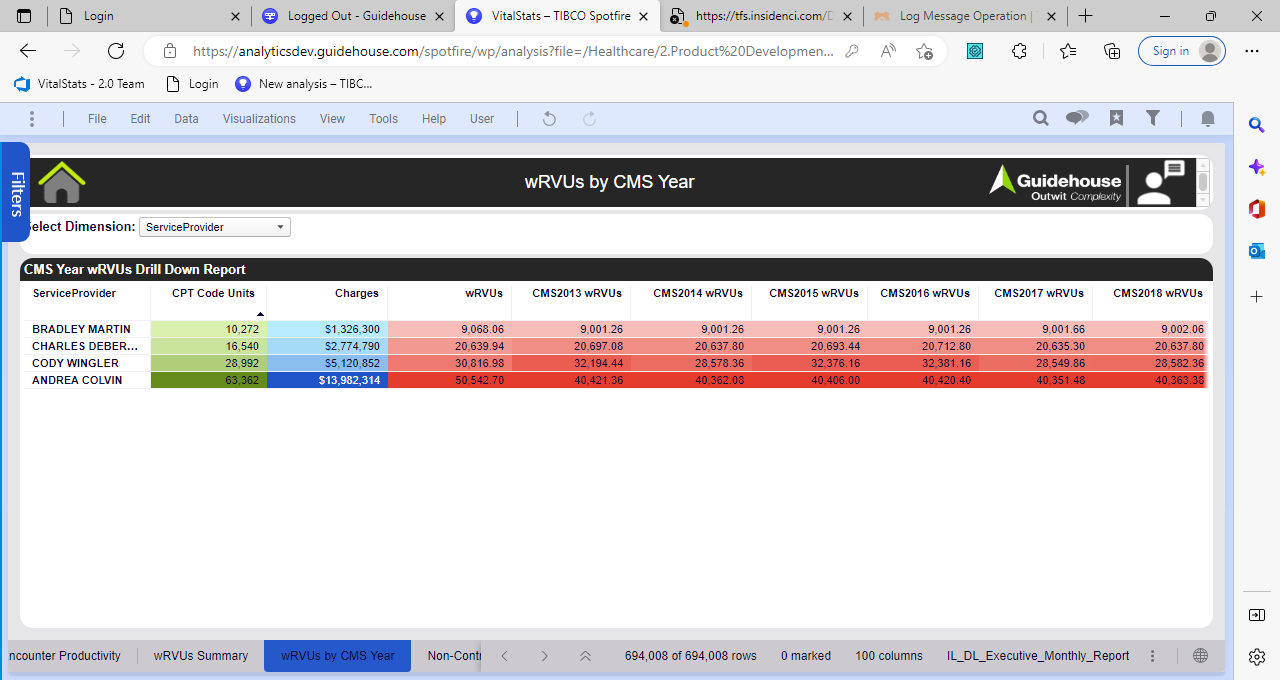 Login
Logged Out - Guidehouse
VitalStats – TIBCO Spotfire
https://tfs.insidenci.com/D
Log Message Operation |
https://analyticsdev.guidehouse.com/spotfire/wp/analysis?file=/Healthcare/2.Product%20Developmen...
Sign in
VitalStats - 2.0 Team
Login
New analysis – TIBC...
File Edit Data Visualizations View Tools Help User
Filters
wRVUs by CMS Year
Guidehouse
Outwit Complexity
Select Dimension: ServiceProvider
CMS Year wRVUs Drill Down Report
ServiceProvider CPT Code Units Charges wRVUs CMS2013 wRVUs CMS2014 wRVUs CMS2015 wRVUs CMS2016 wRVUs CMS2017 wRVUs CMS2018 wRVUs
BRADLEY MARTIN 10,272 $1,326,300 9,068.06 9,001.26 9,001.26 9,001.26 9,001.26 9,001.66 9,002.06
CHARLES DEBER... 16,540 $2,774,790 20,639.94 20,697.08 20,637.80 20,693.44 20,712.80 20,635.30 20,637.80
CODY WINGLER 28,992 $5,120,852 30,816.98 32,194.44 28,578.36 32,376.16 32,381.16 28,549.86 28,582.36
ANDREA COLVIN 63,362 $13,982,314 50,542.70 40,421.36 40,362.08 40,406.00 40,420.40 40,351.48 40,363.38
ncounter Productivity wRVUs Summary wRVUs by CMS Year Non-Contr 694,008 of 694,008 rows 0 marked 100 columns IL_DL_Executive_Monthly_Report